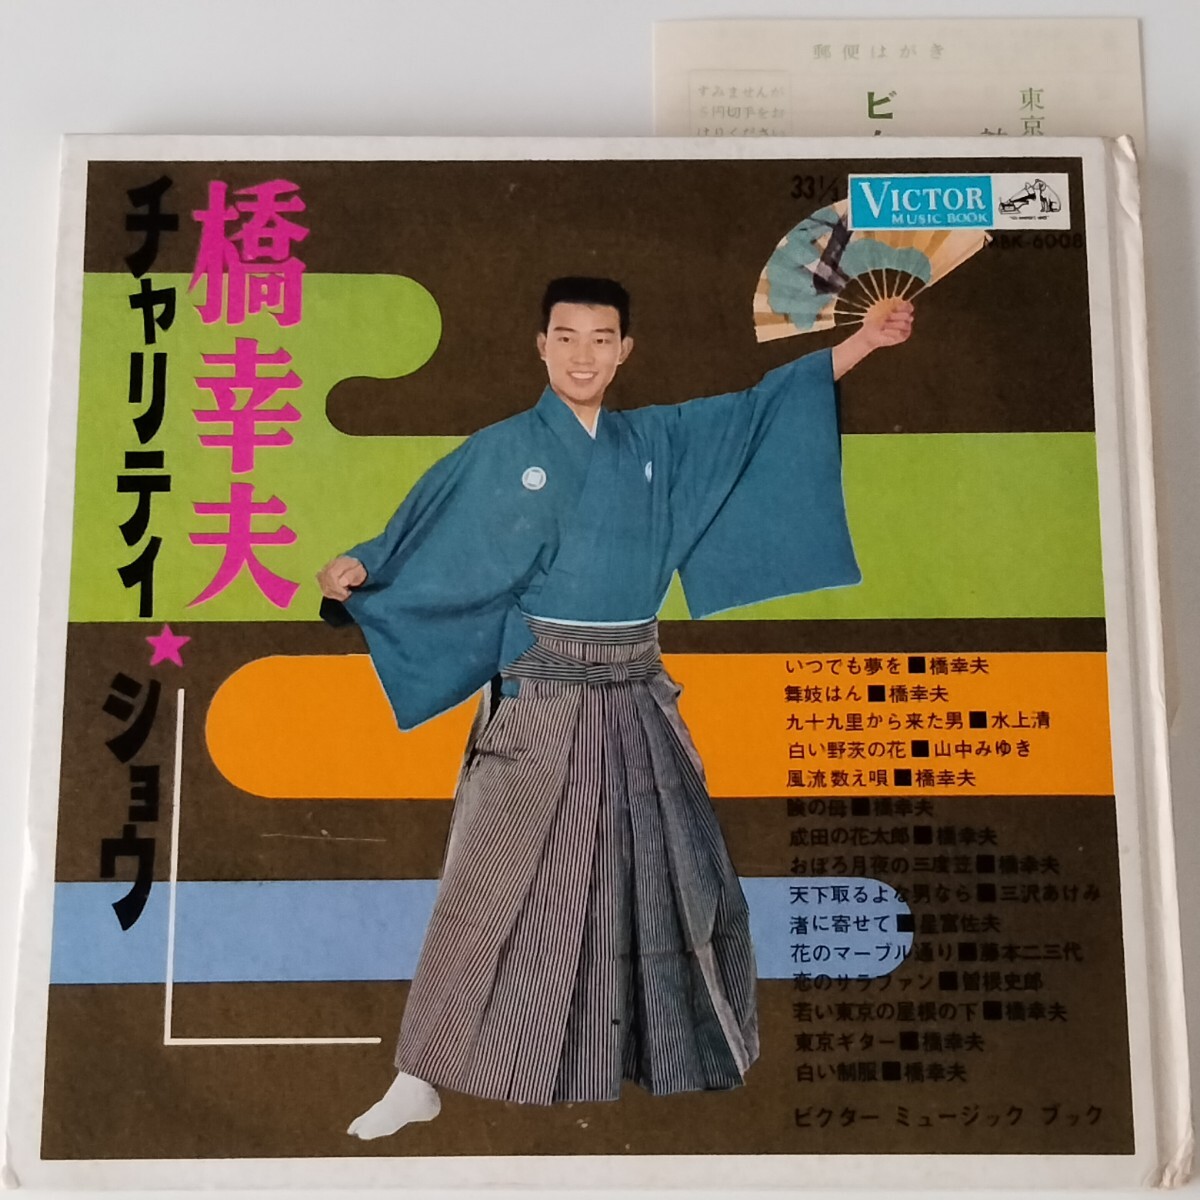 郵便はがき
すみませんが
5円切手をお
はりください
東京
ビ
33⅓
VICTOR
MUSIC BOOK
"HIS MASTER'S VOICE"
MBK-6008
橋幸夫
チャリティ★ショウ
いつでも夢を■橋幸夫
舞妓はん■橋幸夫
九十九里から来た男■水上清
白い野茨の花■山中みゆき
風流数え唄■橋幸夫
瞼の母■橋幸夫
成田の花太郎■橋幸夫
おぼろ月夜の三度笠■橋幸夫
天下取るよな男なら■三沢あけみ
渚に寄せて■星富佐夫
花のマーブル通り■藤本二三代
恋のサラファン■曽根史郎
若い東京の屋根の下■橋幸夫
東京ギター■橋幸夫
白い制服■橋幸夫
ビクター ミュージック ブック